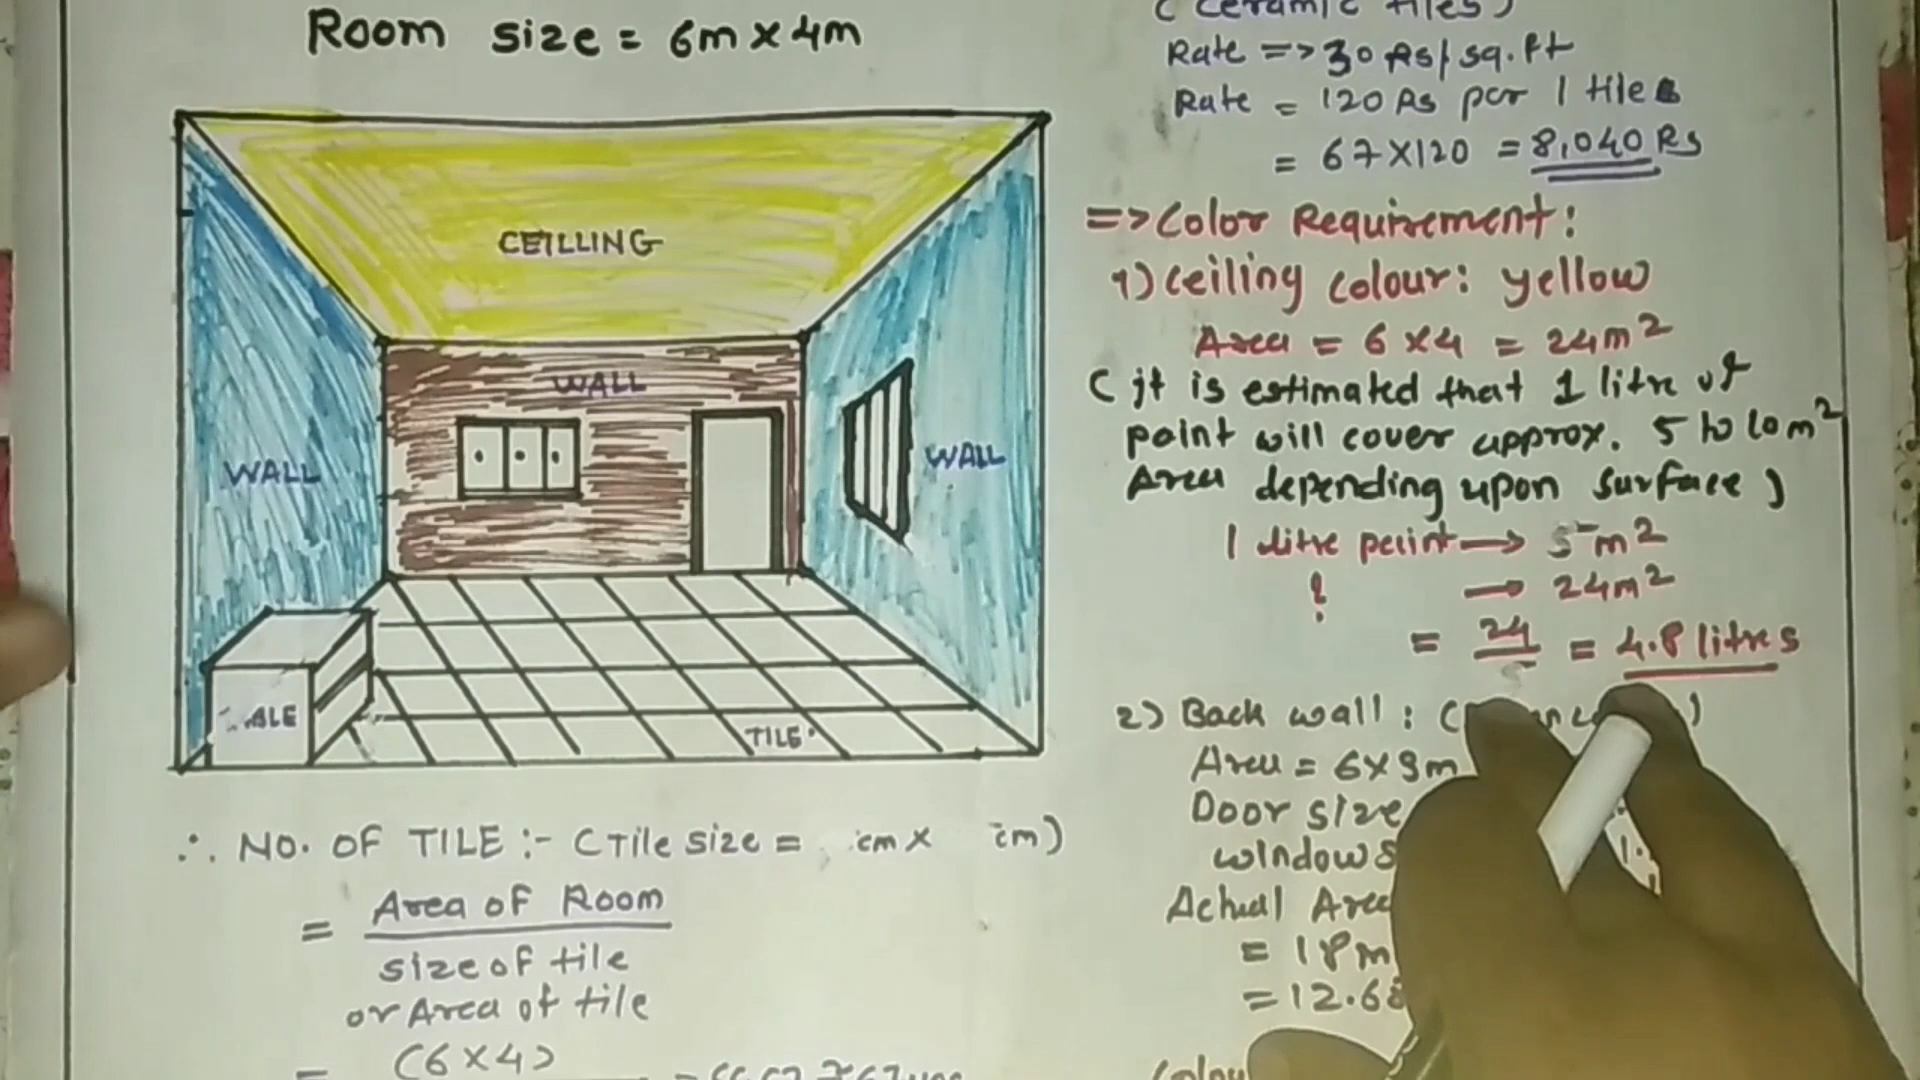 Room size = 6m x 4m
CEILLING
WALL
WALL
WALL
TILE
∴ NO. OF TILE :- (Tile size = cm x cm)
= Area of Room
size of tile
or Area of tile
= (6x4)
(Ceramic tiles)
Rate => 30 Rs/sq.ft
Rate = 120 Rs per 1 tile
= 67x120 = 8,040 Rs
=> Color Requirement:
1) ceiling colour: yellow
Area = 6x4 = 24m²
(it is estimated that 1 litre of
paint will cover approx. 5 to 10m²
Area depending upon surface)
1 litre paint → 5m²
? → 24m²
= 24/5 = 4.8 litres
2) Back wall: (
Area = 6x3m
Door size
window
Actual Area
= 18m
= 12.6